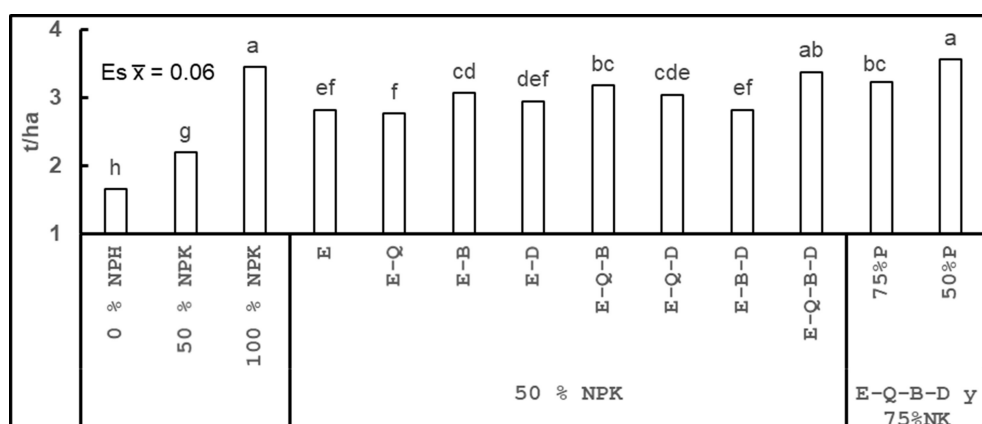 4
3
2
1
t/ha
Es x̅ = 0.06
h
g
a
ef
f
cd
def
bc
cde
ef
ab
bc
a
0 % NPH
50 % NPK
100 % NPK
E
E-Q
E-B
E-D
E-Q-B
E-Q-D
E-B-D
E-Q-B-D
75%P
50%P
50 % NPK
E-Q-B-D y
75%NK